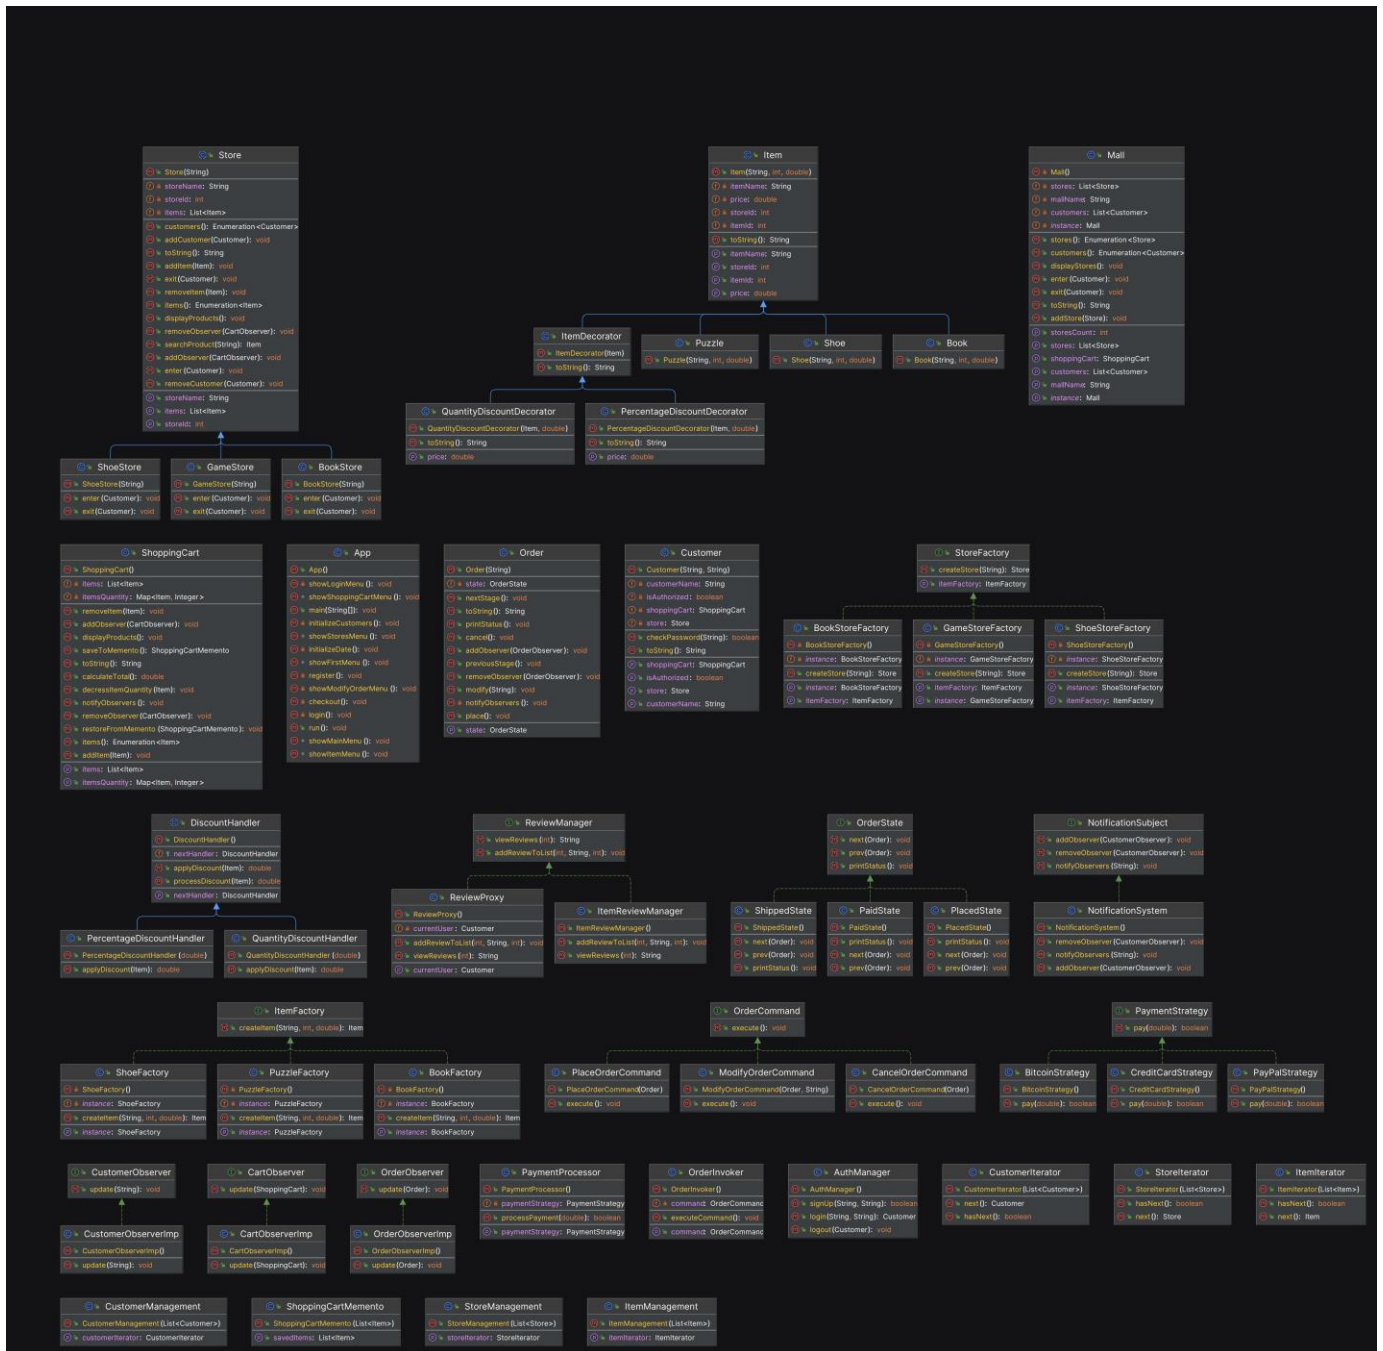 Store
Store(String)
storeName: String
storeId: int
items: List<Item>
customers(): Enumeration<Customer>
addCustomer(Customer): void
toString(): String
addItem(Item): void
exit(Customer): void
removeItem(Item): void
items(): Enumeration<Item>
displayProducts(): void
removeObserver(CartObserver): void
searchProduct(String): Item
addObserver(CartObserver): void
enter(Customer): void
removeCustomer(Customer): void
storeName: String
items: List<Item>
storeId: int
Item
Item(String, int, double)
itemName: String
price: double
storeId: int
itemId: int
toString(): String
itemName: String
storeId: int
itemId: int
price: double
Mall
Mall()
stores: List<Store>
mallName: String
customers: List<Customer>
instance: Mall
stores(): Enumeration<Store>
customers(): Enumeration<Customer>
displayStores(): void
enter(Customer): void
exit(Customer): void
toString(): String
addStore(Store): void
storesCount: int
stores: List<Store>
shoppingCart: ShoppingCart
customers: List<Customer>
mallName: String
instance: Mall
ItemDecorator
ItemDecorator(Item)
toString(): String
Puzzle
Puzzle(String, int, double)
Shoe
Shoe(String, int, double)
Book
Book(String, int, double)
QuantityDiscountDecorator
QuantityDiscountDecorator(Item, double)
toString(): String
price: double
PercentageDiscountDecorator
PercentageDiscountDecorator(Item, double)
toString(): String
price: double
ShoeStore
ShoeStore(String)
enter(Customer): void
exit(Customer): void
GameStore
GameStore(String)
enter(Customer): void
exit(Customer): void
BookStore
BookStore(String)
enter(Customer): void
exit(Customer): void
ShoppingCart
ShoppingCart()
items: List<Item>
itemsQuantity: Map<Item, Integer>
removeItem(Item): void
addObserver(CartObserver): void
displayProducts(): void
saveToMemento(): ShoppingCartMemento
toString(): String
calculateTotal(): double
decressItemQuantity(Item): void
notifyObservers(): void
removeObserver(CartObserver): void
restoreFromMemento(ShoppingCartMemento): void
items(): Enumeration<Item>
addItem(Item): void
items: List<Item>
itemsQuantity: Map<Item, Integer>
App
App()
showLoginMenu(): void
showShoppingCartMenu(): void
main(String[]): void
initializeCustomers(): void
showStoresMenu(): void
initializeDate(): void
showFirstMenu(): void
register(): void
showModifyOrderMenu(): void
checkout(): void
login(): void
run(): void
showMainMenu(): void
showItemMenu(): void
Order
Order(String)
state: OrderState
nextStage(): void
toString(): String
printStatus(): void
cancel(): void
addObserver(OrderObserver): void
previousStage(): void
removeObserver(OrderObserver): void
modify(String): void
notifyObservers(): void
place(): void
state: OrderState
Customer
Customer(String, String)
customerName: String
isAuthorized: boolean
shoppingCart: ShoppingCart
store: Store
checkPassword(String): boolean
toString(): String
shoppingCart: ShoppingCart
isAuthorized: boolean
store: Store
customerName: String
StoreFactory
createStore(String): Store
itemFactory: ItemFactory
BookStoreFactory
BookStoreFactory()
instance: BookStoreFactory
createStore(String): Store
instance: BookStoreFactory
itemFactory: ItemFactory
GameStoreFactory
GameStoreFactory()
instance: GameStoreFactory
createStore(String): Store
itemFactory: ItemFactory
instance: GameStoreFactory
ShoeStoreFactory
ShoeStoreFactory()
instance: ShoeStoreFactory
createStore(String): Store
instance: ShoeStoreFactory
itemFactory: ItemFactory
DiscountHandler
DiscountHandler()
nextHandler: DiscountHandler
applyDiscount(Item): double
processDiscount(Item): double
nextHandler: DiscountHandler
PercentageDiscountHandler
PercentageDiscountHandler(double)
applyDiscount(Item): double
QuantityDiscountHandler
QuantityDiscountHandler(double)
applyDiscount(Item): double
ReviewManager
viewReviews(int): String
addReviewToList(int, String, int): void
ReviewProxy
ReviewProxy()
currentUser: Customer
addReviewToList(int, String, int): void
viewReviews(int): String
currentUser: Customer
ItemReviewManager
ItemReviewManager()
addReviewToList(int, String, int): void
viewReviews(int): String
OrderState
next(Order): void
prev(Order): void
printStatus(): void
ShippedState
ShippedState()
next(Order): void
prev(Order): void
printStatus(): void
PaidState
PaidState()
printStatus(): void
next(Order): void
prev(Order): void
PlacedState
PlacedState()
printStatus(): void
next(Order): void
prev(Order): void
NotificationSubject
addObserver(CustomerObserver): void
removeObserver(CustomerObserver): void
notifyObservers(String): void
NotificationSystem
NotificationSystem()
removeObserver(CustomerObserver): void
notifyObservers(String): void
addObserver(CustomerObserver): void
ItemFactory
createItem(String, int, double): Item
ShoeFactory
ShoeFactory()
instance: ShoeFactory
createItem(String, int, double): Item
instance: ShoeFactory
PuzzleFactory
PuzzleFactory()
instance: PuzzleFactory
createItem(String, int, double): Item
instance: PuzzleFactory
BookFactory
BookFactory()
instance: BookFactory
createItem(String, int, double): Item
instance: BookFactory
OrderCommand
execute(): void
PlaceOrderCommand
PlaceOrderCommand(Order)
execute(): void
ModifyOrderCommand
ModifyOrderCommand(Order, String)
execute(): void
CancelOrderCommand
CancelOrderCommand(Order)
execute(): void
PaymentStrategy
pay(double): boolean
BitcoinStrategy
BitcoinStrategy()
pay(double): boolean
CreditCardStrategy
CreditCardStrategy()
pay(double): boolean
PayPalStrategy
PayPalStrategy()
pay(double): boolean
CustomerObserver
update(String): void
CartObserver
update(ShoppingCart): void
OrderObserver
update(Order): void
CustomerObserverImp
CustomerObserverImp()
update(String): void
CartObserverImp
CartObserverImp()
update(ShoppingCart): void
OrderObserverImp
OrderObserverImp()
update(Order): void
PaymentProcessor
PaymentProcessor()
paymentStrategy: PaymentStrategy
processPayment(double): boolean
paymentStrategy: PaymentStrategy
OrderInvoker
OrderInvoker()
command: OrderCommand
executeCommand(): void
command: OrderCommand
AuthManager
AuthManager()
signUp(String, String): boolean
login(String, String): Customer
logout(Customer): void
CustomerIterator
CustomerIterator(List<Customer>)
next(): Customer
hasNext(): boolean
StoreIterator
StoreIterator(List<Store>)
hasNext(): boolean
next(): Store
ItemIterator
ItemIterator(List<Item>)
hasNext(): boolean
next(): Item
CustomerManagement
CustomerManagement(List<Customer>)
customerIterator: CustomerIterator
ShoppingCartMemento
ShoppingCartMemento(List<Item>)
savedItems: List<Item>
StoreManagement
StoreManagement(List<Store>)
storeIterator: StoreIterator
ItemManagement
ItemManagement(List<Item>)
itemIterator: ItemIterator